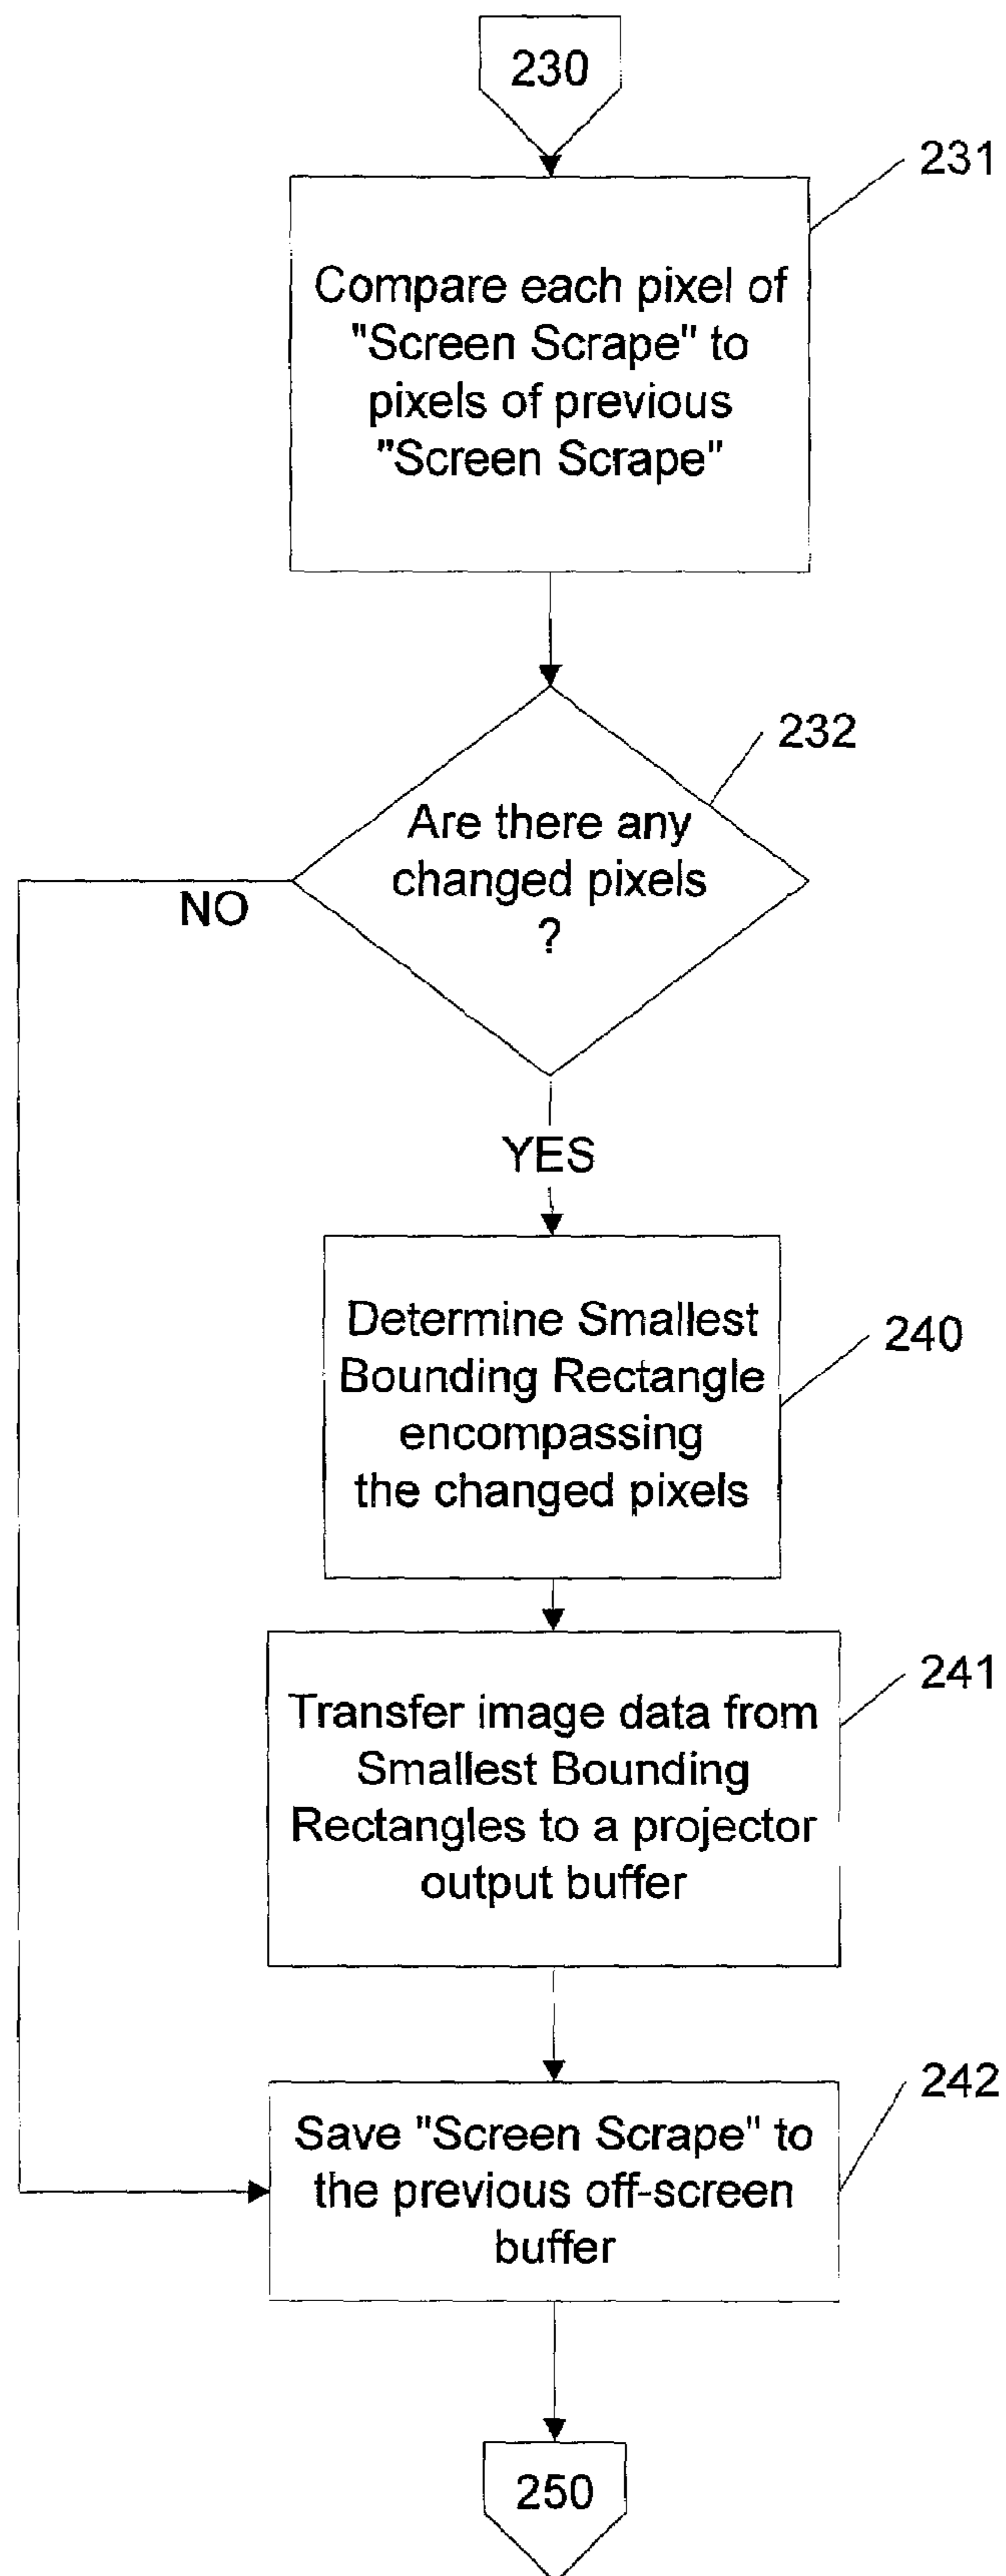 230
231
Compare each pixel of
"Screen Scrape" to
pixels of previous
"Screen Scrape"
232
Are there any
changed pixels
?
NO
YES
240
Determine Smallest
Bounding Rectangle
encompassing
the changed pixels
241
Transfer image data from
Smallest Bounding
Rectangles to a projector
output buffer
242
Save "Screen Scrape" to
the previous off-screen
buffer
250